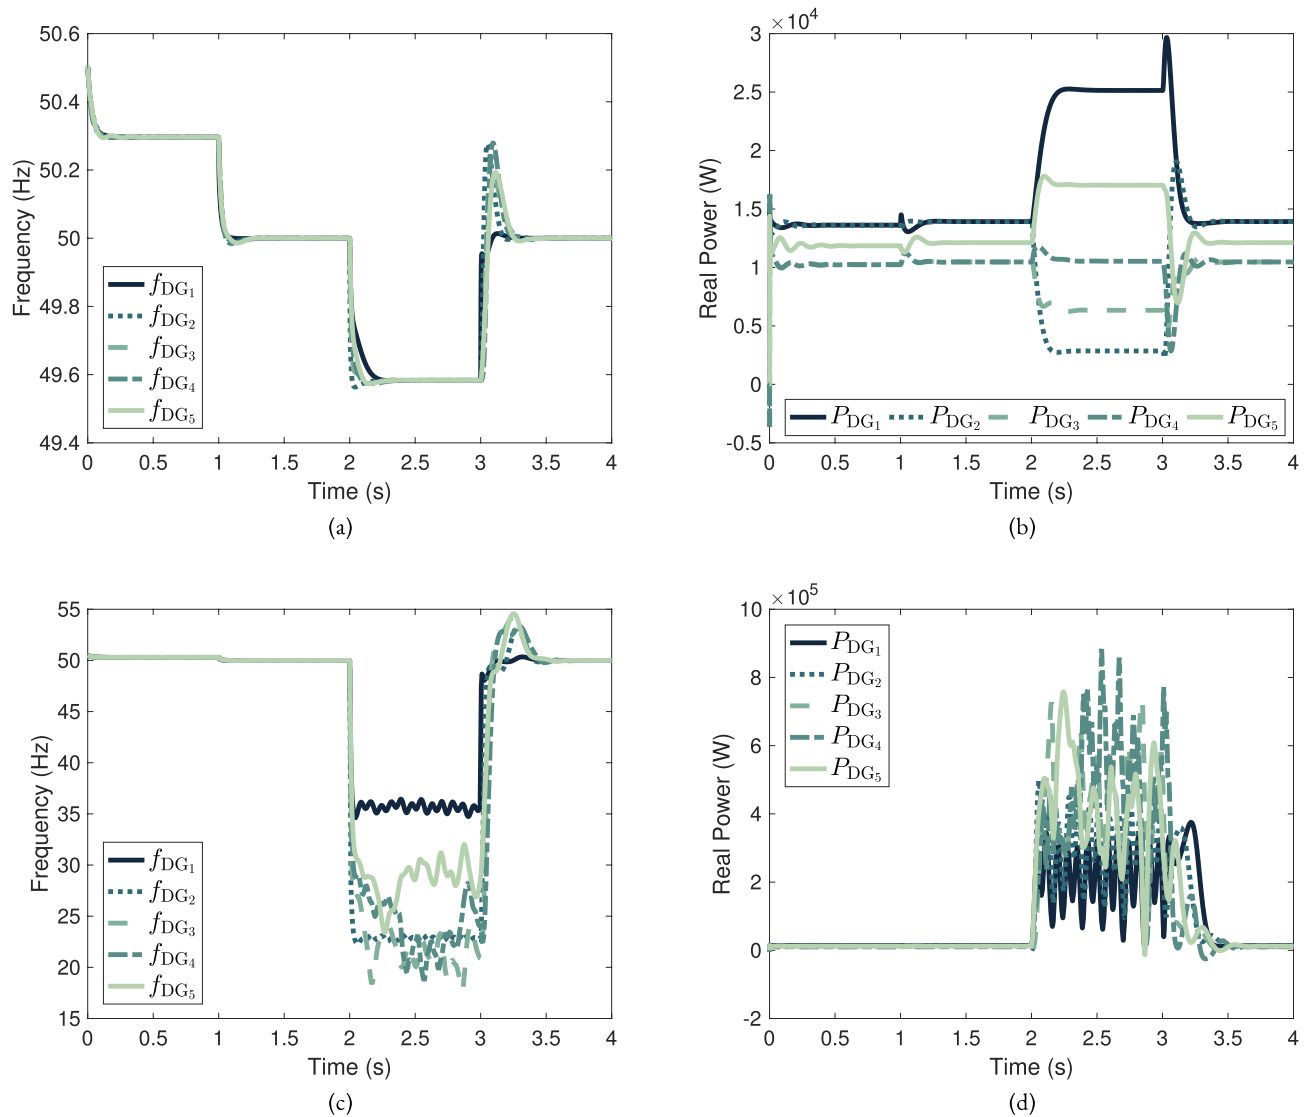 50.6
50.4
50.2
50
49.8
49.6
49.4
Frequency (Hz)
f_DG1
f_DG2
f_DG3
f_DG4
f_DG5
0 0.5 1 1.5 2 2.5 3 3.5 4
Time (s)
(a)
×10^4
3
2.5
2
1.5
1
0.5
0
-0.5
Real Power (W)
P_DG1 P_DG2 P_DG3 P_DG4 P_DG5
0 0.5 1 1.5 2 2.5 3 3.5 4
Time (s)
(b)
55
50
45
40
35
30
25
20
15
Frequency (Hz)
f_DG1
f_DG2
f_DG3
f_DG4
f_DG5
0 0.5 1 1.5 2 2.5 3 3.5 4
Time (s)
(c)
×10^5
10
8
6
4
2
0
-2
Real Power (W)
P_DG1
P_DG2
P_DG3
P_DG4
P_DG5
0 0.5 1 1.5 2 2.5 3 3.5 4
Time (s)
(d)